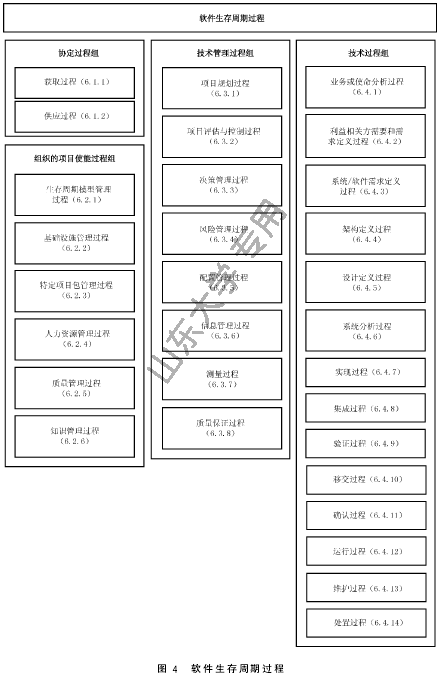 软件生存周期过程
协定过程组
获取过程（6.1.1）
供应过程（6.1.2）
组织的项目使能过程组
生存周期模型管理
过程（6.2.1）
基础设施管理过程
（6.2.2）
特定项目包管理过程
（6.2.3）
人力资源管理过程
（6.2.4）
质量管理过程
（6.2.5）
知识管理过程
（6.2.6）
技术管理过程组
项目规划过程
（6.3.1）
项目评估与控制过程
（6.3.2）
决策管理过程
（6.3.3）
风险管理过程
（6.3.4）
配置管理过程
（6.3.5）
信息管理过程
（6.3.6）
测量过程
（6.3.7）
质量保证过程
（6.3.8）
技术过程组
业务或使命分析过程
（6.4.1）
利益相关方需要和需
求定义过程（6.4.2）
系统/软件需求定义
过程（6.4.3）
架构定义过程
（6.4.4）
设计定义过程
（6.4.5）
系统分析过程
（6.4.6）
实现过程（6.4.7）
集成过程（6.4.8）
验证过程（6.4.9）
移交过程（6.4.10）
确认过程（6.4.11）
运行过程（6.4.12）
维护过程（6.4.13）
处置过程（6.4.14）
山东大学专用
图 4 软件生存周期过程